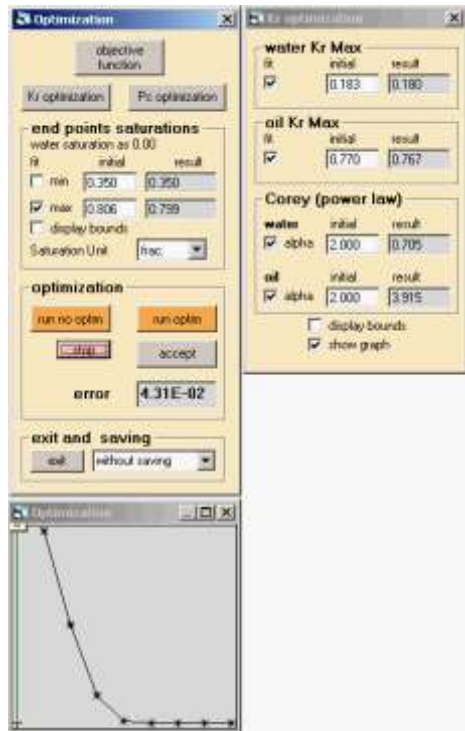 Optimization
objective
function
Kr optimization Pc optimization
end points saturations
water saturation as 0.00
fit initial result
min 0.350 0.350
max 0.806 0.799
display bounds
Saturation Unit frac
optimization
run no optim run optim
stop accept
error 4.31E-02
exit and saving
exit without saving
Kr optimization
water Kr Max
fit initial result
0.183 0.180
oil Kr Max
fit initial result
0.770 0.767
Corey (power law)
water initial result
alpha 2.000 0.705
oil initial result
alpha 2.000 3.915
display bounds
show graph
Optimization